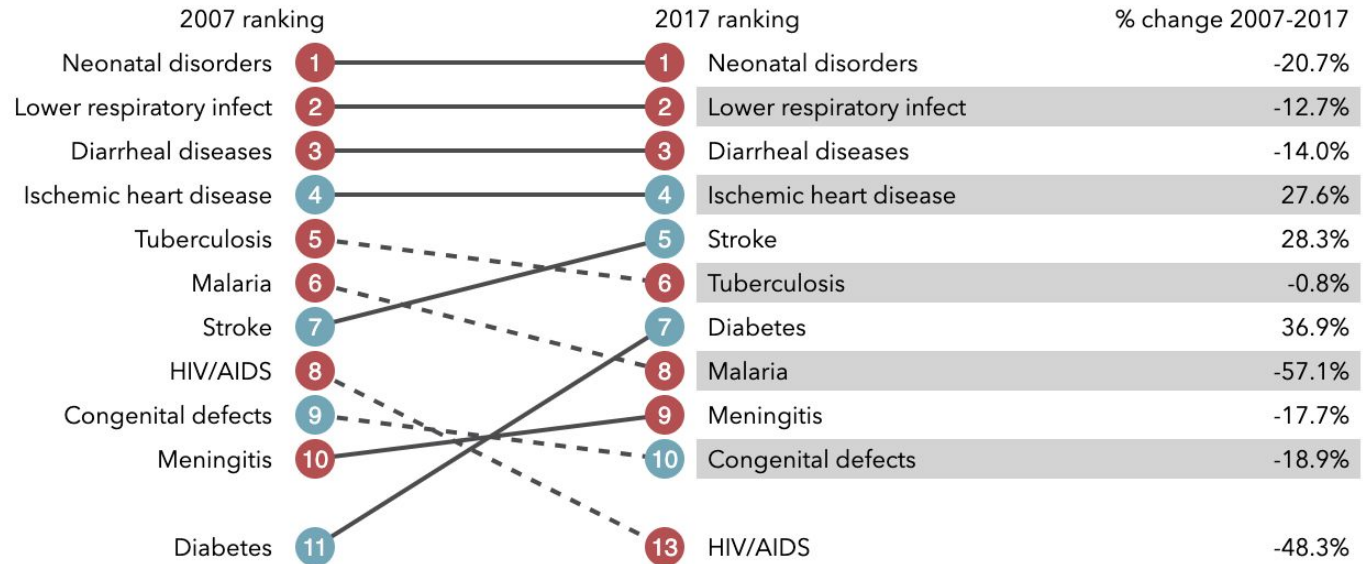 2007 ranking 2017 ranking % change 2007-2017
Neonatal disorders 1 1 Neonatal disorders -20.7%
Lower respiratory infect 2 2 Lower respiratory infect -12.7%
Diarrheal diseases 3 3 Diarrheal diseases -14.0%
Ischemic heart disease 4 4 Ischemic heart disease 27.6%
Tuberculosis 5 5 Stroke 28.3%
Malaria 6 6 Tuberculosis -0.8%
Stroke 7 7 Diabetes 36.9%
HIV/AIDS 8 8 Malaria -57.1%
Congenital defects 9 9 Meningitis -17.7%
Meningitis 10 10 Congenital defects -18.9%
Diabetes 11 13 HIV/AIDS -48.3%